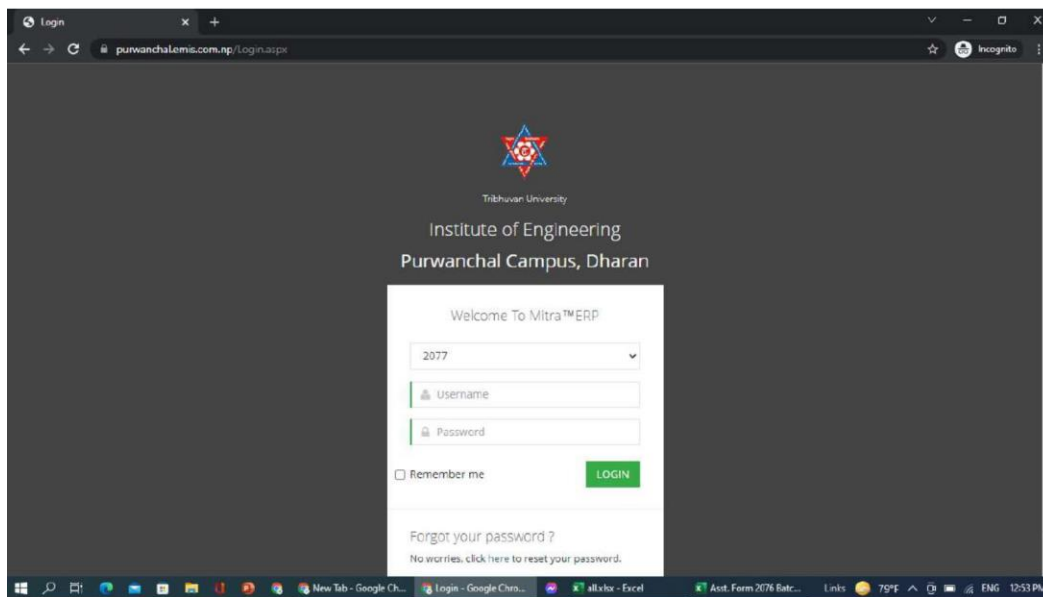 Login
purwanchal.emis.com.np/Login.aspx
Incognito
Tribhuvan University
Institute of Engineering
Purwanchal Campus, Dharan
Welcome To Mitra™ERP
2077
Username
Password
Remember me
LOGIN
Forgot your password ?
No worries, click here to reset your password.
New Tab - Google Ch...
Login - Google Chro...
all.xlsx - Excel
Asst. Form 2076 Batc...
Links
79°F
ENG
12:53 PM